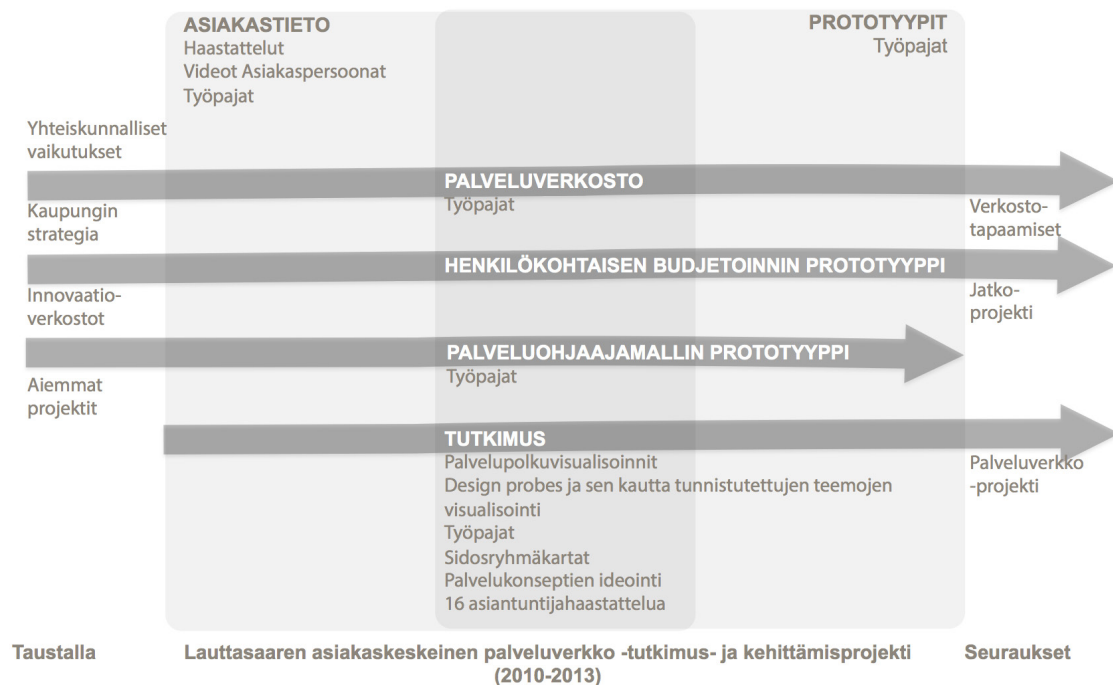 ASIAKASTIETO
Haastattelut
Videot Asiakaspersoonat
Työpajat
PROTOTYYPIT
Työpajat
Yhteiskunnalliset
vaikutukset
PALVELUVERKOSTO
Työpajat
Kaupungin
strategia
Verkosto-
tapaamiset
HENKILÖKOHTAISEN BUDJETOINNIN PROTOTYYPPI
Innovaatio-
verkostot
Jatko-
projekti
PALVELUOHJAAJAMALLIN PROTOTYYPPI
Työpajat
Aiemmat
projektit
TUTKIMUS
Palvelupolkuvisualisoinnit
Design probes ja sen kautta tunnistutettujen teemojen
visualisointi
Työpajat
Sidosryhmäkartat
Palvelukonseptien ideointi
16 asiantuntijahaastattelua
Palveluverkko
-projekti
Taustalla
Lauttasaaren asiakaskeskeinen palveluverkko -tutkimus- ja kehittämisprojekti
(2010-2013)
Seuraukset